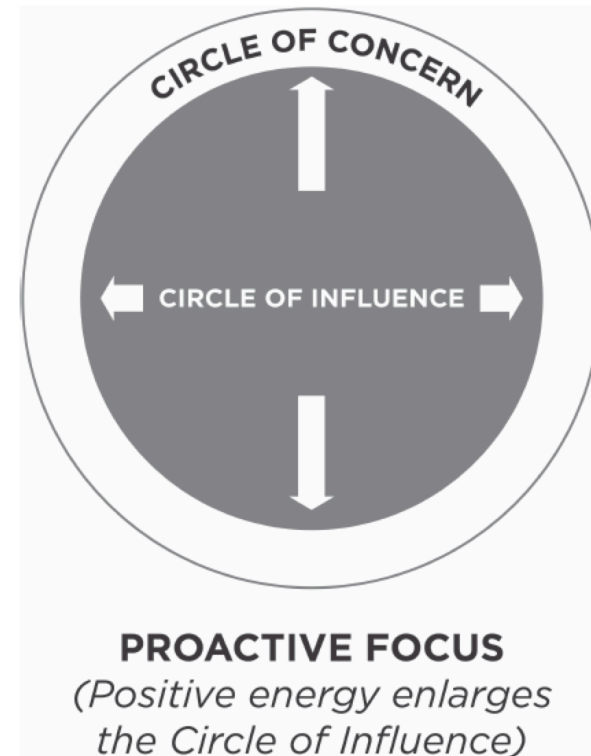 CIRCLE OF CONCERN
CIRCLE OF INFLUENCE
PROACTIVE FOCUS
(Positive energy enlarges
the Circle of Influence)